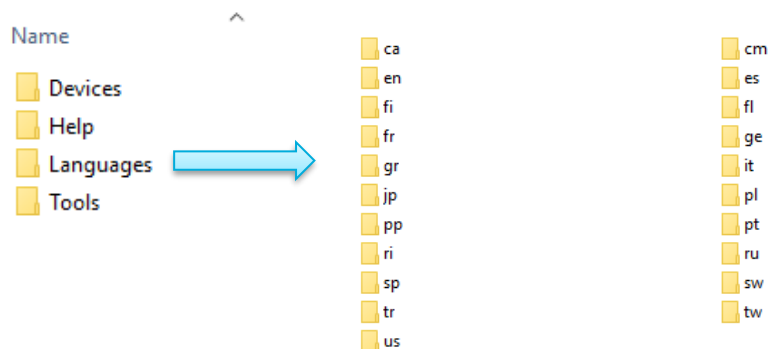 Name
Devices
Help
Languages
Tools
ca
en
fi
fr
gr
jp
pp
ri
sp
tr
us
cm
es
fl
ge
it
pl
pt
ru
sw
tw